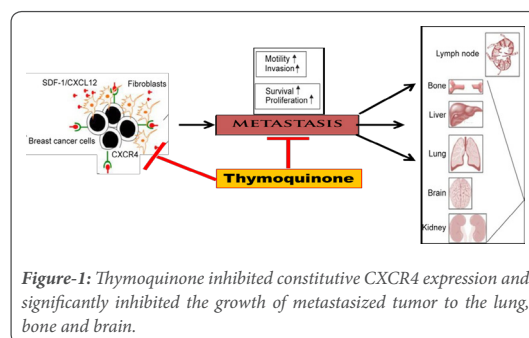 Motility ↑
Invasion ↑
Survival ↑
Proliferation ↑
SDF-1/CXCL12
Fibroblasts
Breast cancer cells
CXCR4
METASTASIS
Thymoquinone
Lymph node
Bone
Liver
Lung
Brain
Kidney
Figure-1: Thymoquinone inhibited constitutive CXCR4 expression and
significantly inhibited the growth of metastasized tumor to the lung,
bone and brain.